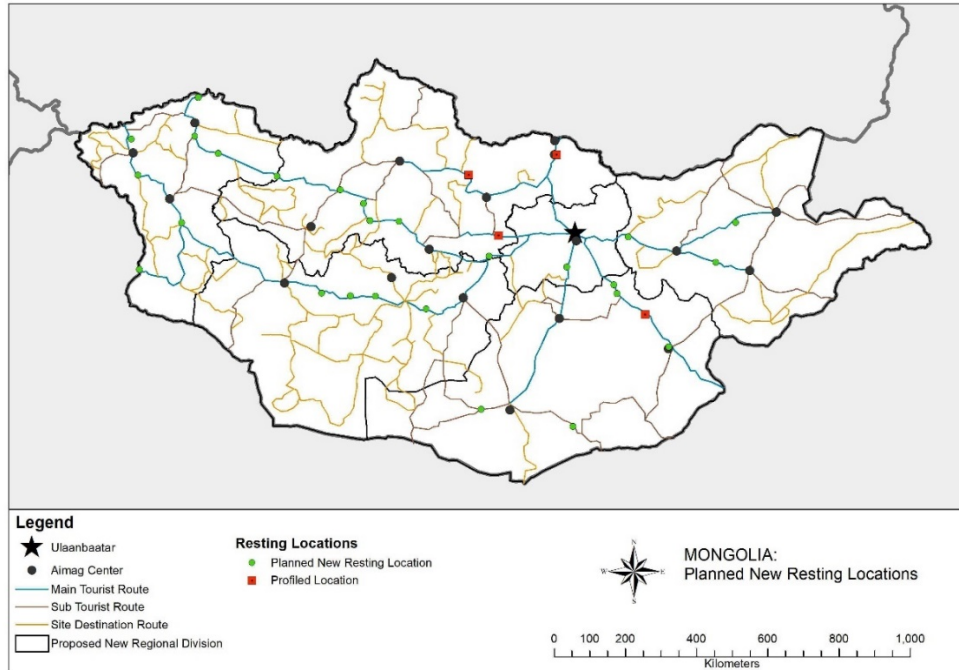 Legend
Ulaanbaatar
Aimag Center
Main Tourist Route
Sub Tourist Route
Site Destination Route
Proposed New Regional Division
Resting Locations
Planned New Resting Location
Profiled Location
N
W E
S
MONGOLIA:
Planned New Resting Locations
0 100 200 400 600 800 1,000
Kilometers